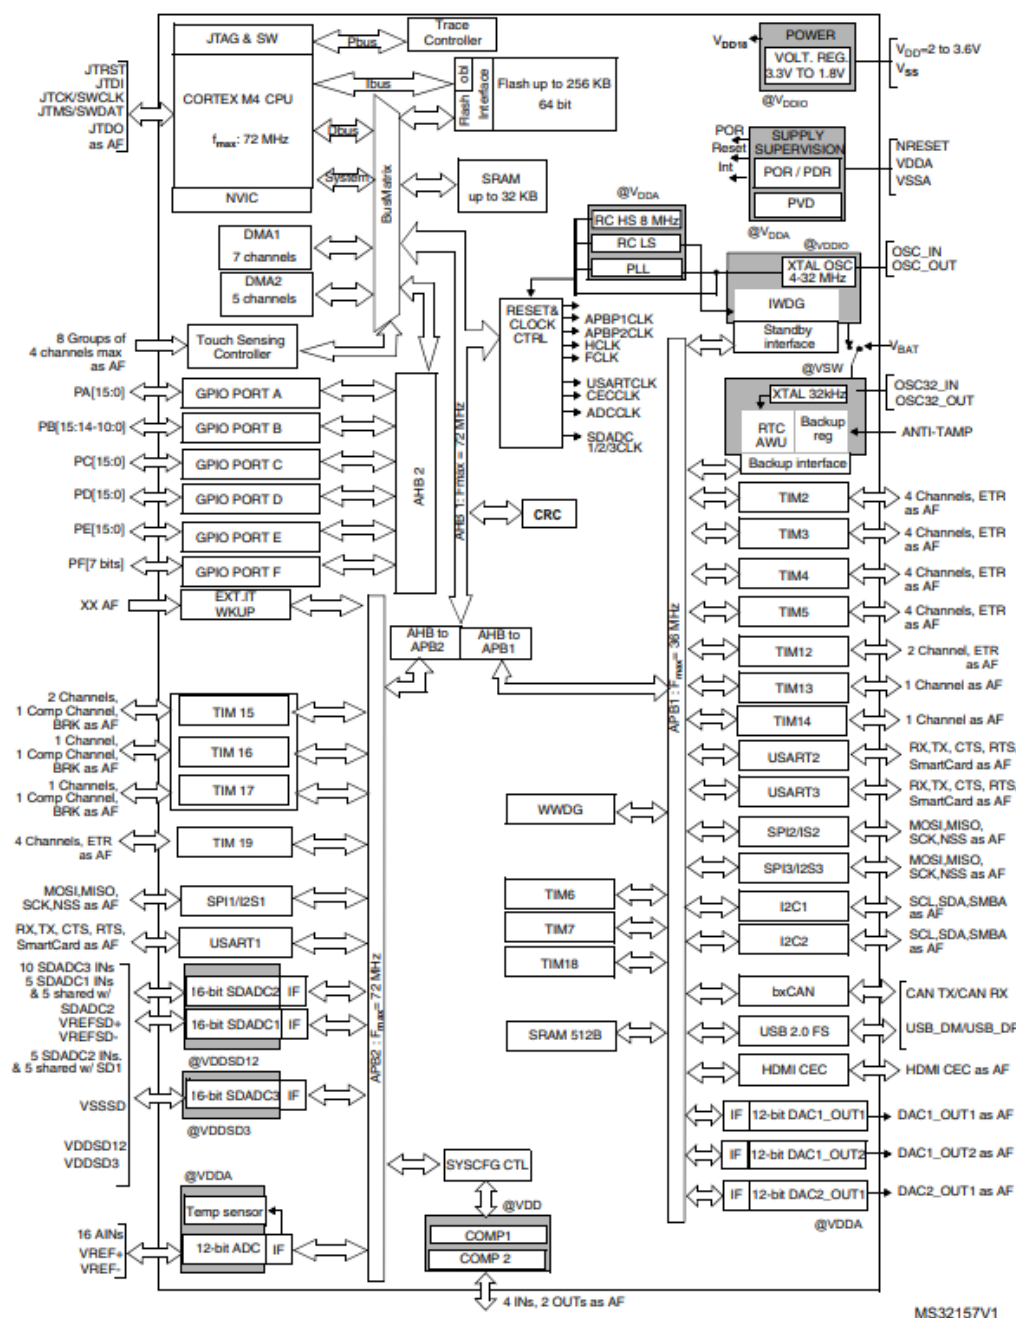 JTAG & SW
Pbus
Trace
Controller
JTRST
JTDI
JTCK/SWCLK
JTMS/SWDAT
JTDO
as AF
CORTEX M4 CPU
fmax: 72 MHz
NVIC
Ibus
Dbus
System
BusMatrix
Flash obl
Interface
Flash up to 256 KB
64 bit
SRAM
up to 32 KB
VDD18
POWER
VOLT. REG.
3.3V TO 1.8V
@VDDIO
VDD=2 to 3.6V
VSS
POR
Reset
Int
SUPPLY
SUPERVISION
POR / PDR
PVD
@VDDA
NRESET
VDDA
VSSA
DMA1
7 channels
DMA2
5 channels
8 Groups of
4 channels max
as AF
Touch Sensing
Controller
@VDDA
RC HS 8 MHz
RC LS
PLL
RESET&
CLOCK
CTRL
APBP1CLK
APBP2CLK
HCLK
FCLK
USARTCLK
CECCLK
ADCCLK
SDADC
1/2/3CLK
@VDDIO
XTAL OSC
4-32 MHz
IWDG
Standby
interface
OSC_IN
OSC_OUT
VBAT
@VSW
XTAL 32kHz
RTC
AWU
Backup
reg
Backup interface
OSC32_IN
OSC32_OUT
ANTI-TAMP
PA[15:0]
GPIO PORT A
PB[15:14-10:0]
GPIO PORT B
PC[15:0]
GPIO PORT C
PD[15:0]
GPIO PORT D
PE[15:0]
GPIO PORT E
PF[7 bits]
GPIO PORT F
XX AF
EXT.IT
WKUP
AHB 2
AHB 1: Fmax = 72 MHz
CRC
AHB to
APB2
AHB to
APB1
APB1 : Fmax= 36 MHz
APB2 : Fmax= 72 MHz
2 Channels,
1 Comp Channel,
BRK as AF
TIM 15
1 Channel,
1 Comp Channel,
BRK as AF
TIM 16
1 Channels,
1 Comp Channel,
BRK as AF
TIM 17
4 Channels, ETR
as AF
TIM 19
MOSI,MISO,
SCK,NSS as AF
SPI1/I2S1
RX,TX, CTS, RTS,
SmartCard as AF
USART1
10 SDADC3 INs
5 SDADC1 INs
& 5 shared w/
SDADC2
VREFSD+
VREFSD-
5 SDADC2 INs.
& 5 shared w/ SD1
VSSSD
VDDSD12
VDDSD3
16-bit SDADC2 IF
16-bit SDADC1 IF
@VDDSD12
16-bit SDADC3 IF
@VDDSD3
@VDDA
Temp sensor
12-bit ADC IF
16 AINs
VREF+
VREF-
WWDG
TIM6
TIM7
TIM18
SRAM 512B
SYSCFG CTL
@VDD
COMP1
COMP 2
4 INs, 2 OUTs as AF
TIM2
4 Channels, ETR
as AF
TIM3
4 Channels, ETR
as AF
TIM4
4 Channels, ETR
as AF
TIM5
4 Channels, ETR
as AF
TIM12
2 Channel, ETR
as AF
TIM13
1 Channel as AF
TIM14
1 Channel as AF
USART2
RX,TX, CTS, RTS,
SmartCard as AF
USART3
RX,TX, CTS, RTS,
SmartCard as AF
SPI2/IS2
MOSI,MISO,
SCK,NSS as AF
SPI3/I2S3
MOSI,MISO,
SCK,NSS as AF
I2C1
SCL,SDA,SMBA
as AF
I2C2
SCL,SDA,SMBA
as AF
bxCAN
CAN TX/CAN RX
USB 2.0 FS
USB_DM/USB_DP
HDMI CEC
HDMI CEC as AF
IF 12-bit DAC1_OUT1
DAC1_OUT1 as AF
IF 12-bit DAC1_OUT2
DAC1_OUT2 as AF
IF 12-bit DAC2_OUT1
DAC2_OUT1 as AF
@VDDA
MS32157V1